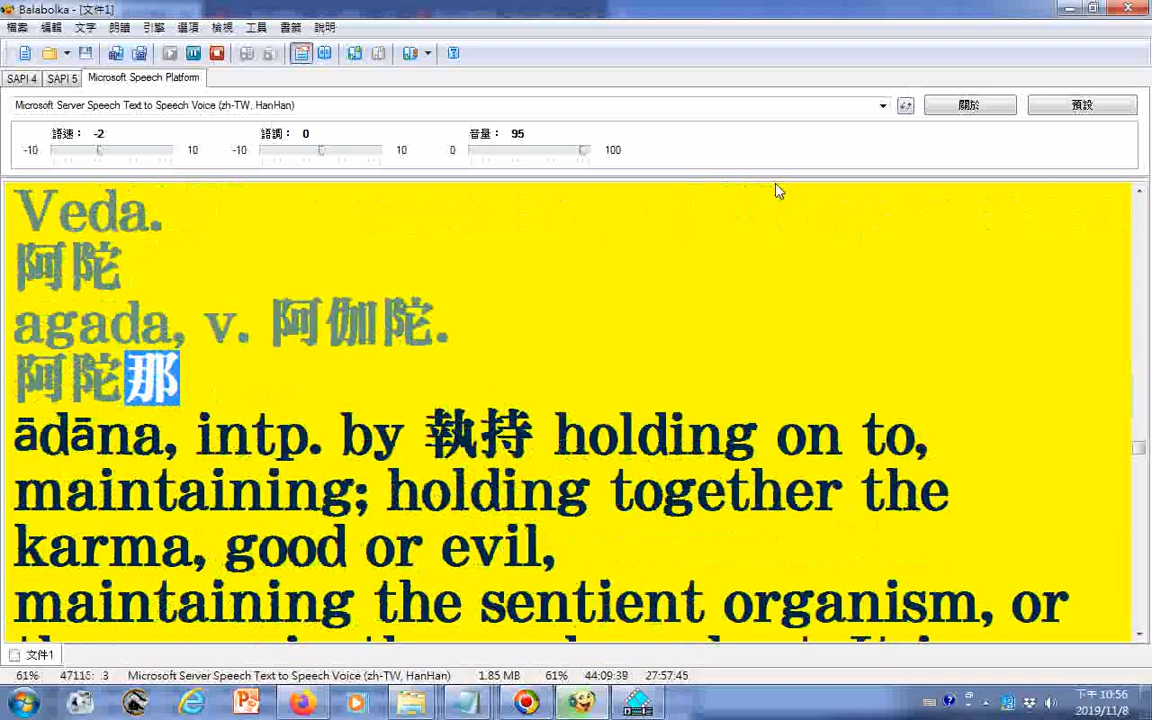 Balabolka - [文件1]
檔案 編輯 文字 朗讀 引擎 選項 檢視 工具 書籤 說明
SAPI 4 SAPI 5 Microsoft Speech Platform
Microsoft Server Speech Text to Speech Voice (zh-TW, HanHan) 關於 預設
語速： -2 語調： 0 音量： 95
-10 10 -10 10 0 100
Veda.
阿陀
agada, v. 阿伽陀.
阿陀那
ādāna, intp. by 執持 holding on to,
maintaining; holding together the
karma, good or evil,
maintaining the sentient organism, or
文件1
61% Microsoft Server Speech Text to Speech Voice (zh-TW, HanHan) 1.85 MB 61% 44:09:39 27:57:45
下午 10:56
2019/11/8